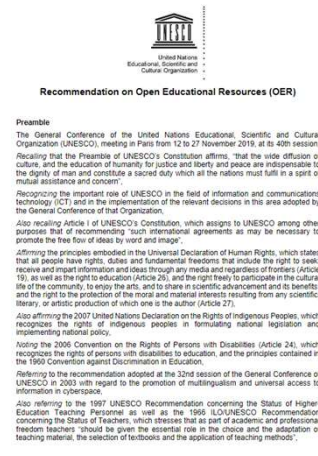 UNESCO
United Nations
Educational, Scientific and
Cultural Organization
Recommendation on Open Educational Resources (OER)
Preamble
The General Conference of the United Nations Educational, Scientific and Cultura
Organization (UNESCO), meeting in Paris from 12 to 27 November 2019, at its 40th session
Recalling that the Preamble of UNESCO's Constitution affirms, "that the wide diffusion o
culture, and the education of humanity for justice and liberty and peace are indispensable to
the dignity of man and constitute a sacred duty which all the nations must fulfil in a spirit o
mutual assistance and concern",
Recognizing the important role of UNESCO in the field of information and communications
technology (ICT) and in the implementation of the relevant decisions in this area adopted by
the General Conference of that Organization,
Also recalling Article I of UNESCO's Constitution, which assigns to UNESCO among othe
purposes that of recommending "such international agreements as may be necessary to
promote the free flow of ideas by word and image",
Affirming the principles embodied in the Universal Declaration of Human Rights, which states
that all people have rights, duties and fundamental freedoms that include the right to seek
receive and impart information and ideas through any media and regardless of frontiers (Article
19), as well as the right to education (Article 26), and the right freely to participate in the cultura
life of the community, to enjoy the arts, and to share in scientific advancement and its benefits
and the right to the protection of the moral and material interests resulting from any scientific
literary, or artistic production of which one is the author (Article 27),
Also affirming the 2007 United Nations Declaration on the Rights of Indigenous Peoples, which
recognizes the rights of indigenous peoples in formulating national legislation and
implementing national policy,
Noting the 2006 Convention on the Rights of Persons with Disabilities (Article 24), which
recognizes the rights of persons with disabilities to education, and the principles contained in
the 1960 Convention against Discrimination in Education,
Referring to the recommendation adopted at the 32nd session of the General Conference o
UNESCO in 2003 with regard to the promotion of multilingualism and universal access to
information in cyberspace,
Also referring to the 1997 UNESCO Recommendation concerning the Status of Higher
Education Teaching Personnel as well as the 1966 ILO/UNESCO Recommendation
concerning the Status of Teachers, which stresses that as part of academic and professiona
freedom teachers "should be given the essential role in the choice and the adaptation of
teaching material, the selection of textbooks and the application of teaching methods",